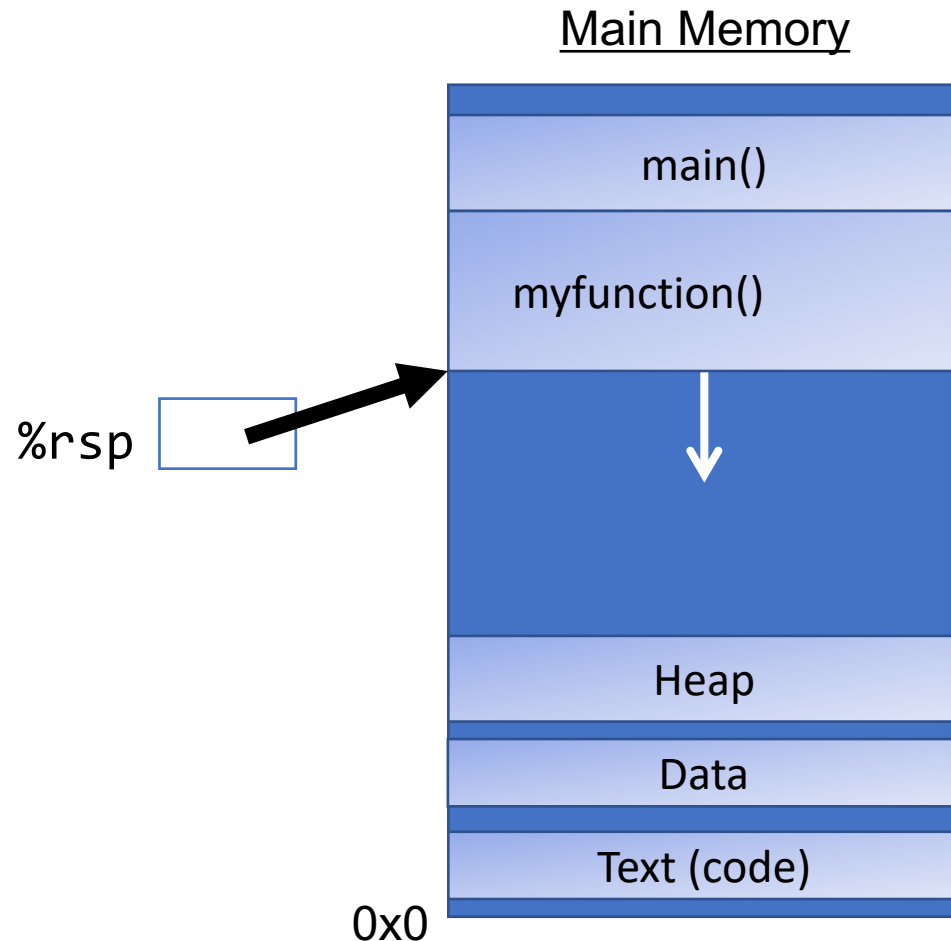 Main Memory
main()
myfunction()
%rsp
Heap
Data
Text (code)
0x0